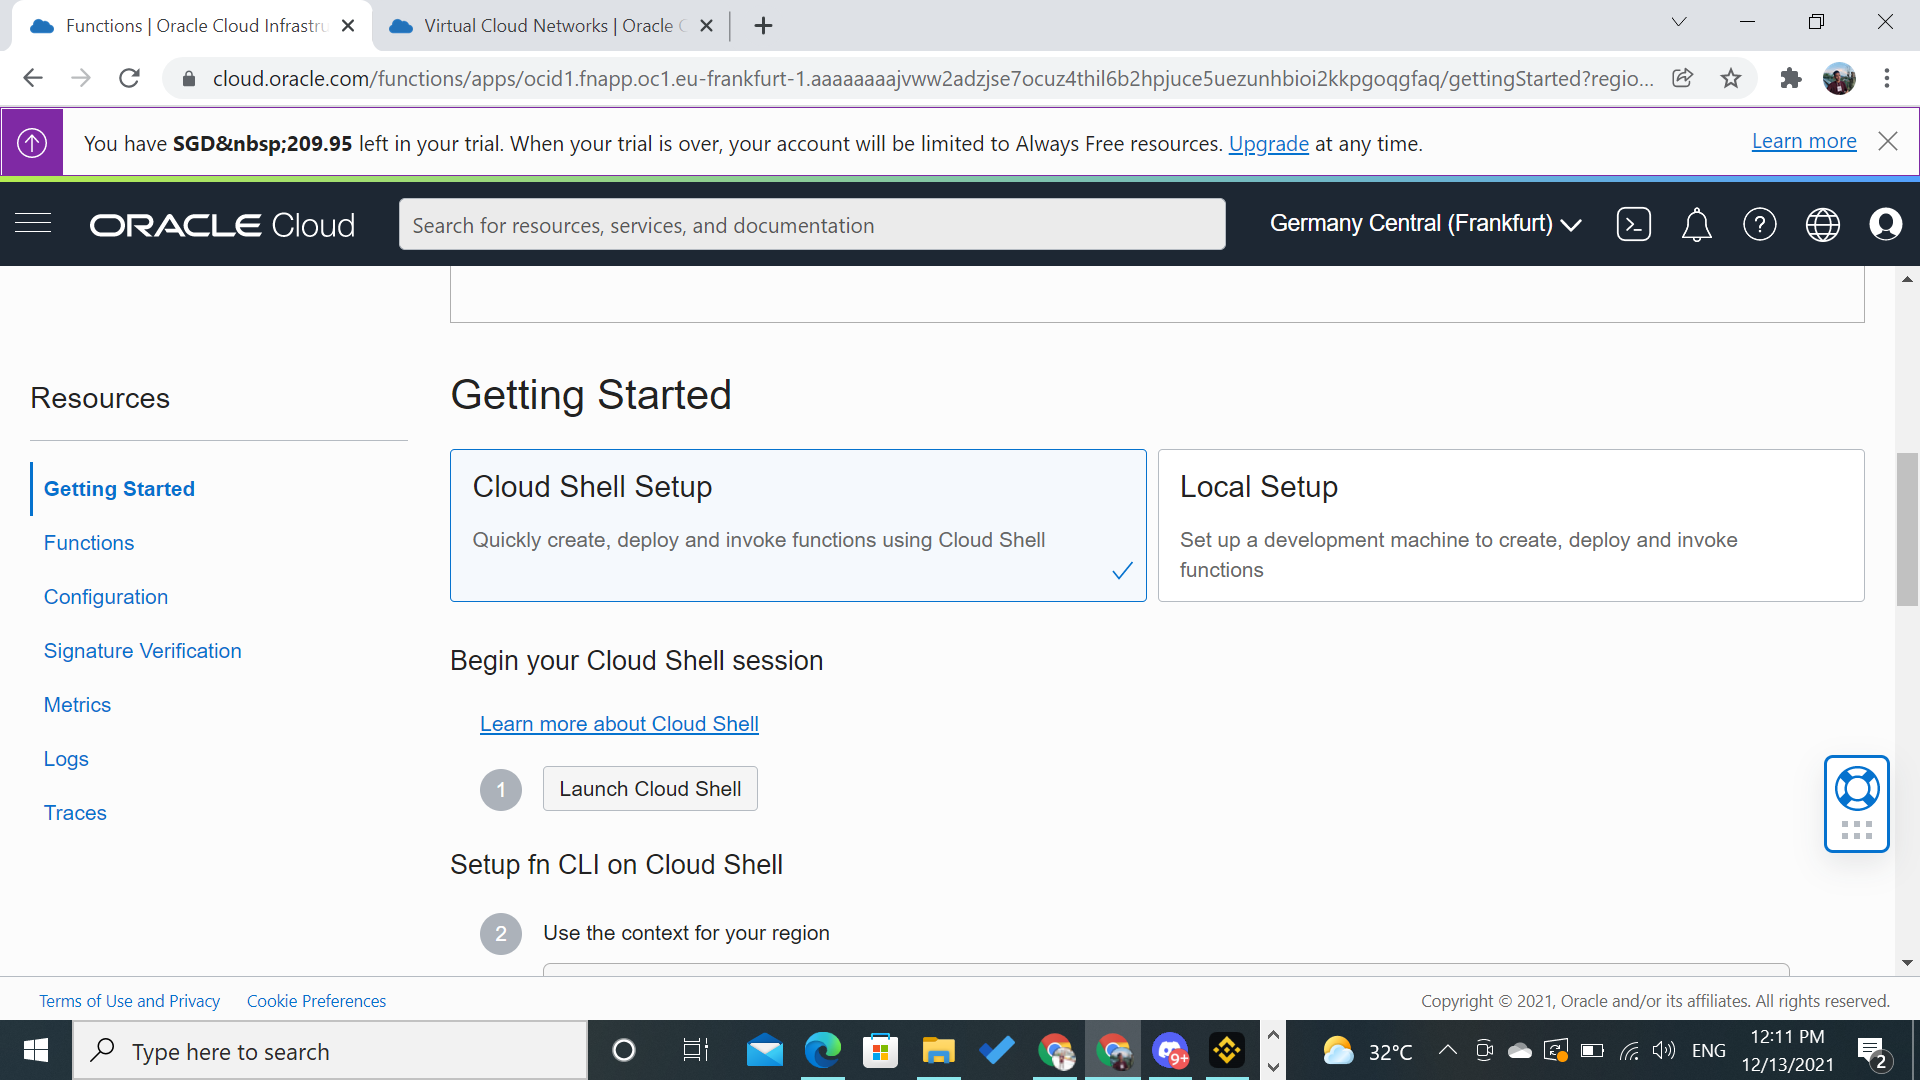 Functions | Oracle Cloud Infrastru
Virtual Cloud Networks | Oracle C
cloud.oracle.com/functions/apps/ocid1.fnapp.oc1.eu-frankfurt-1.aaaaaaaajvww2adzjse7ocuz4thil6b2hpjuce5uezunhbioi2kkpgoqgfaq/gettingStarted?regio...
You have SGD&nbsp;209.95 left in your trial. When your trial is over, your account will be limited to Always Free resources. Upgrade at any time.
Learn more
ORACLE Cloud
Search for resources, services, and documentation
Germany Central (Frankfurt)
Resources
Getting Started
Functions
Configuration
Signature Verification
Metrics
Logs
Traces
Getting Started
Cloud Shell Setup
Quickly create, deploy and invoke functions using Cloud Shell
Local Setup
Set up a development machine to create, deploy and invoke
functions
Begin your Cloud Shell session
Learn more about Cloud Shell
1
Launch Cloud Shell
Setup fn CLI on Cloud Shell
2
Use the context for your region
Terms of Use and Privacy
Cookie Preferences
Copyright © 2021, Oracle and/or its affiliates. All rights reserved.
Type here to search
9+
32°C
ENG
12:11 PM
12/13/2021
2